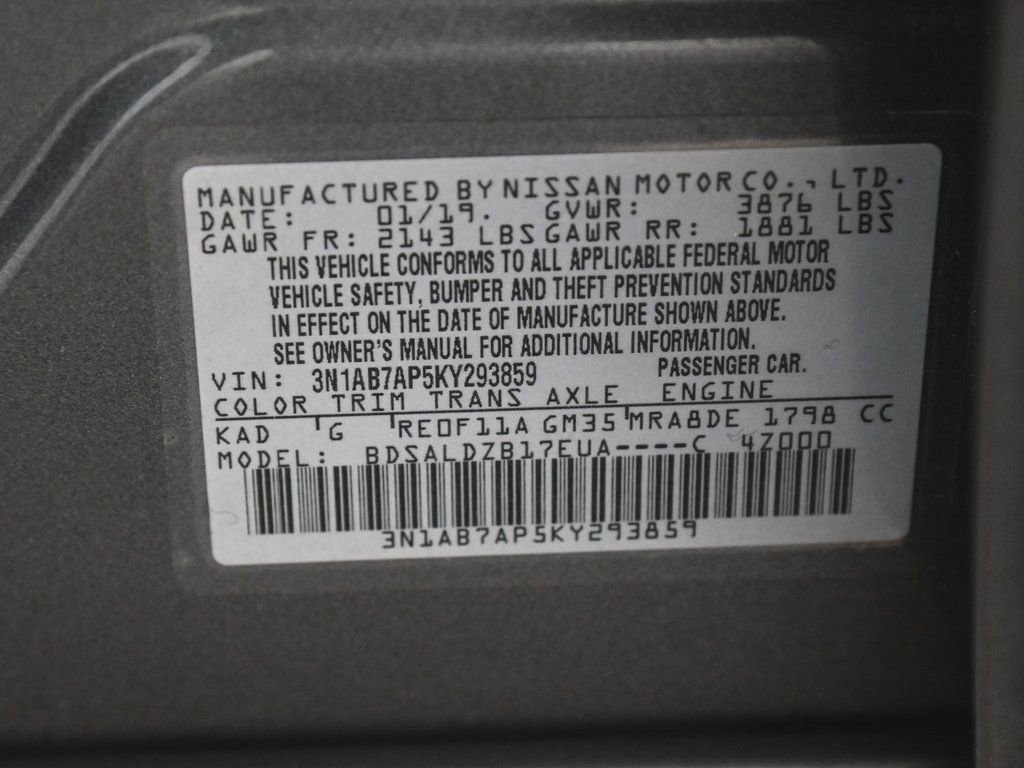 MANUFACTURED BY NISSAN MOTOR CO., LTD.
DATE: 01/19. GVWR: 3876 LBS
GAWR FR: 2143 LBS GAWR RR: 1881 LBS
THIS VEHICLE CONFORMS TO ALL APPLICABLE FEDERAL MOTOR
VEHICLE SAFETY, BUMPER AND THEFT PREVENTION STANDARDS
IN EFFECT ON THE DATE OF MANUFACTURE SHOWN ABOVE.
SEE OWNER'S MANUAL FOR ADDITIONAL INFORMATION.
VIN: 3N1AB7AP5KY293859 PASSENGER CAR.
COLOR TRIM TRANS AXLE ENGINE
KAD G RE0F11A GM35 MRA8DE 1798 CC
MODEL: BDSALDZB17EUA----C 4Z000
3N1AB7AP5KY293859